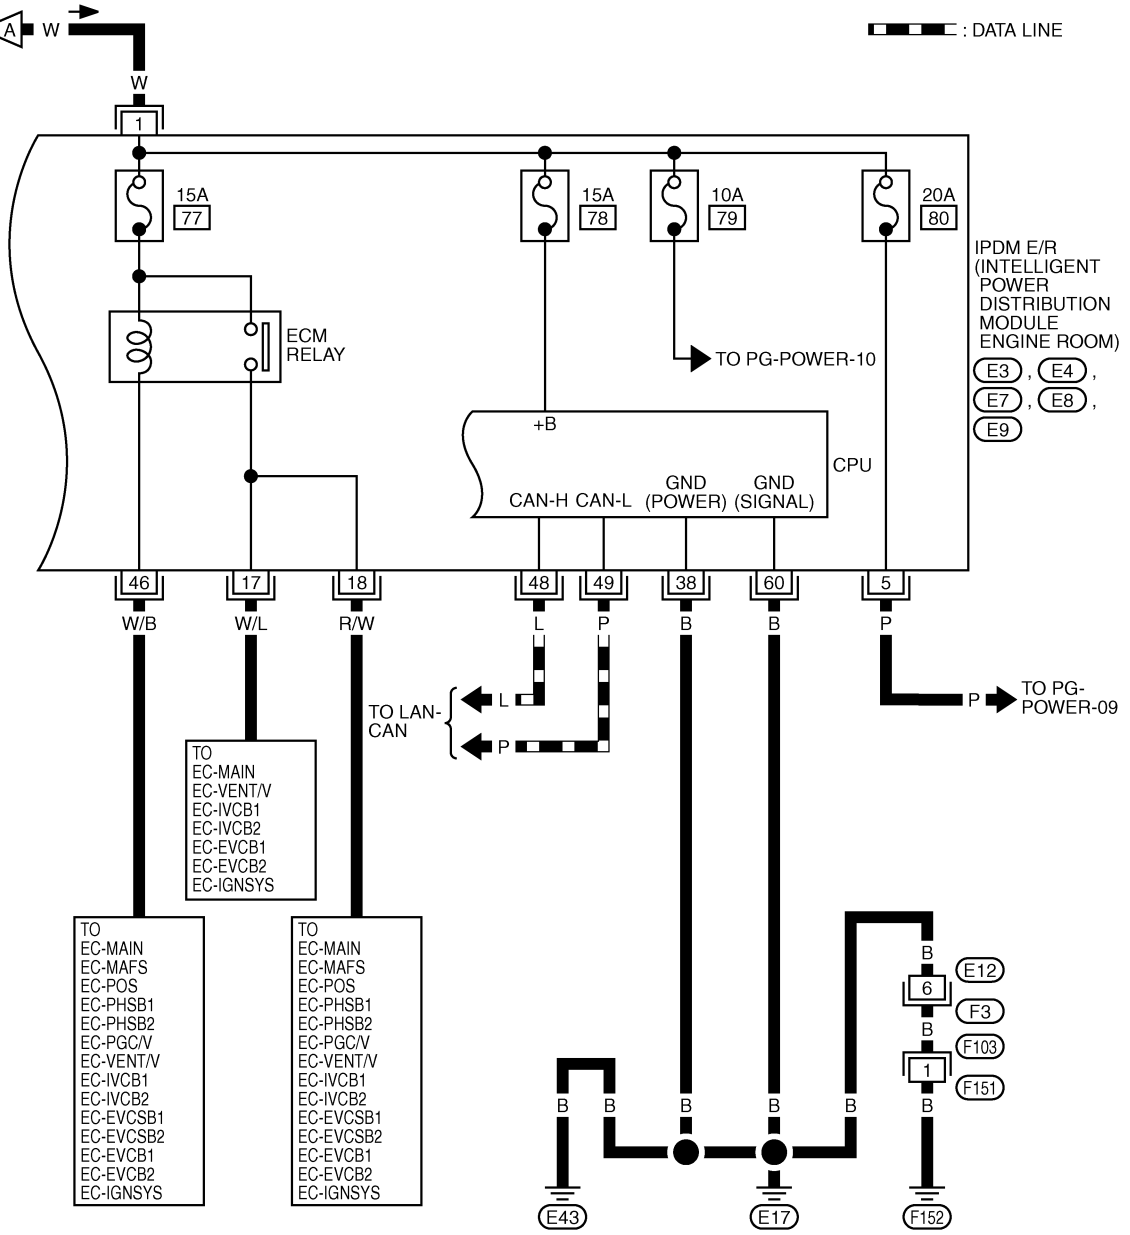 A W
: DATA LINE
W
1
15A
77
15A
78
10A
79
20A
80
IPDM E/R
(INTELLIGENT
POWER
DISTRIBUTION
MODULE
ENGINE ROOM)
E3 , E4 ,
E7 , E8 ,
E9
ECM
RELAY
TO PG-POWER-10
+B
CPU
CAN-H CAN-L
GND
(POWER)
GND
(SIGNAL)
46 17 18 48 49 38 60 5
W/B W/L R/W L P B B P
TO LAN-
CAN
L
P
P
TO PG-
POWER-09
TO
EC-MAIN
EC-VENT/V
EC-IVCB1
EC-IVCB2
EC-EVCB1
EC-EVCB2
EC-IGNSYS
TO
EC-MAIN
EC-MAFS
EC-POS
EC-PHSB1
EC-PHSB2
EC-PGC/V
EC-VENT/V
EC-IVCB1
EC-IVCB2
EC-EVCSB1
EC-EVCSB2
EC-EVCB1
EC-EVCB2
EC-IGNSYS
TO
EC-MAIN
EC-MAFS
EC-POS
EC-PHSB1
EC-PHSB2
EC-PGC/V
EC-VENT/V
EC-IVCB1
EC-IVCB2
EC-EVCSB1
EC-EVCSB2
EC-EVCB1
EC-EVCB2
EC-IGNSYS
B
6
E12
F3
B
F103
1
F151
B B B B B B
E43 E17 F152